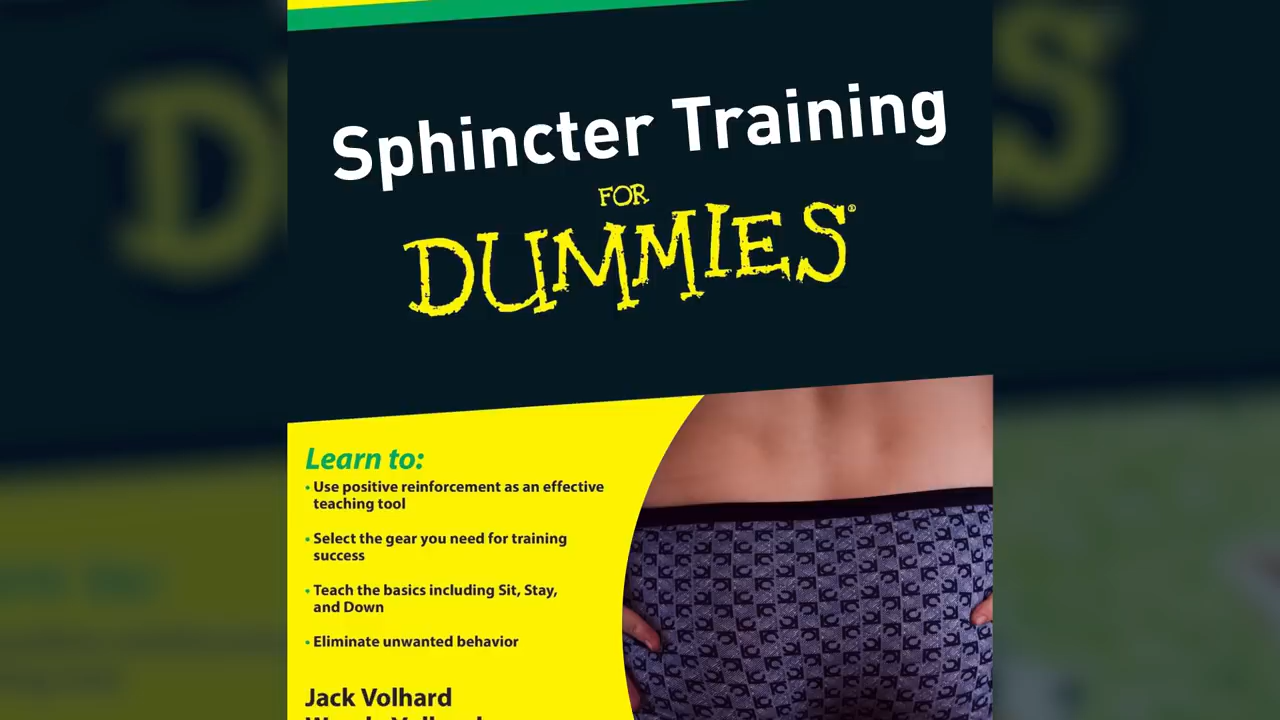 Sphincter Training
FOR
DUMMIES®
Learn to:
• Use positive reinforcement as an effective
teaching tool
• Select the gear you need for training
success
• Teach the basics including Sit, Stay,
and Down
• Eliminate unwanted behavior
Jack Volhard